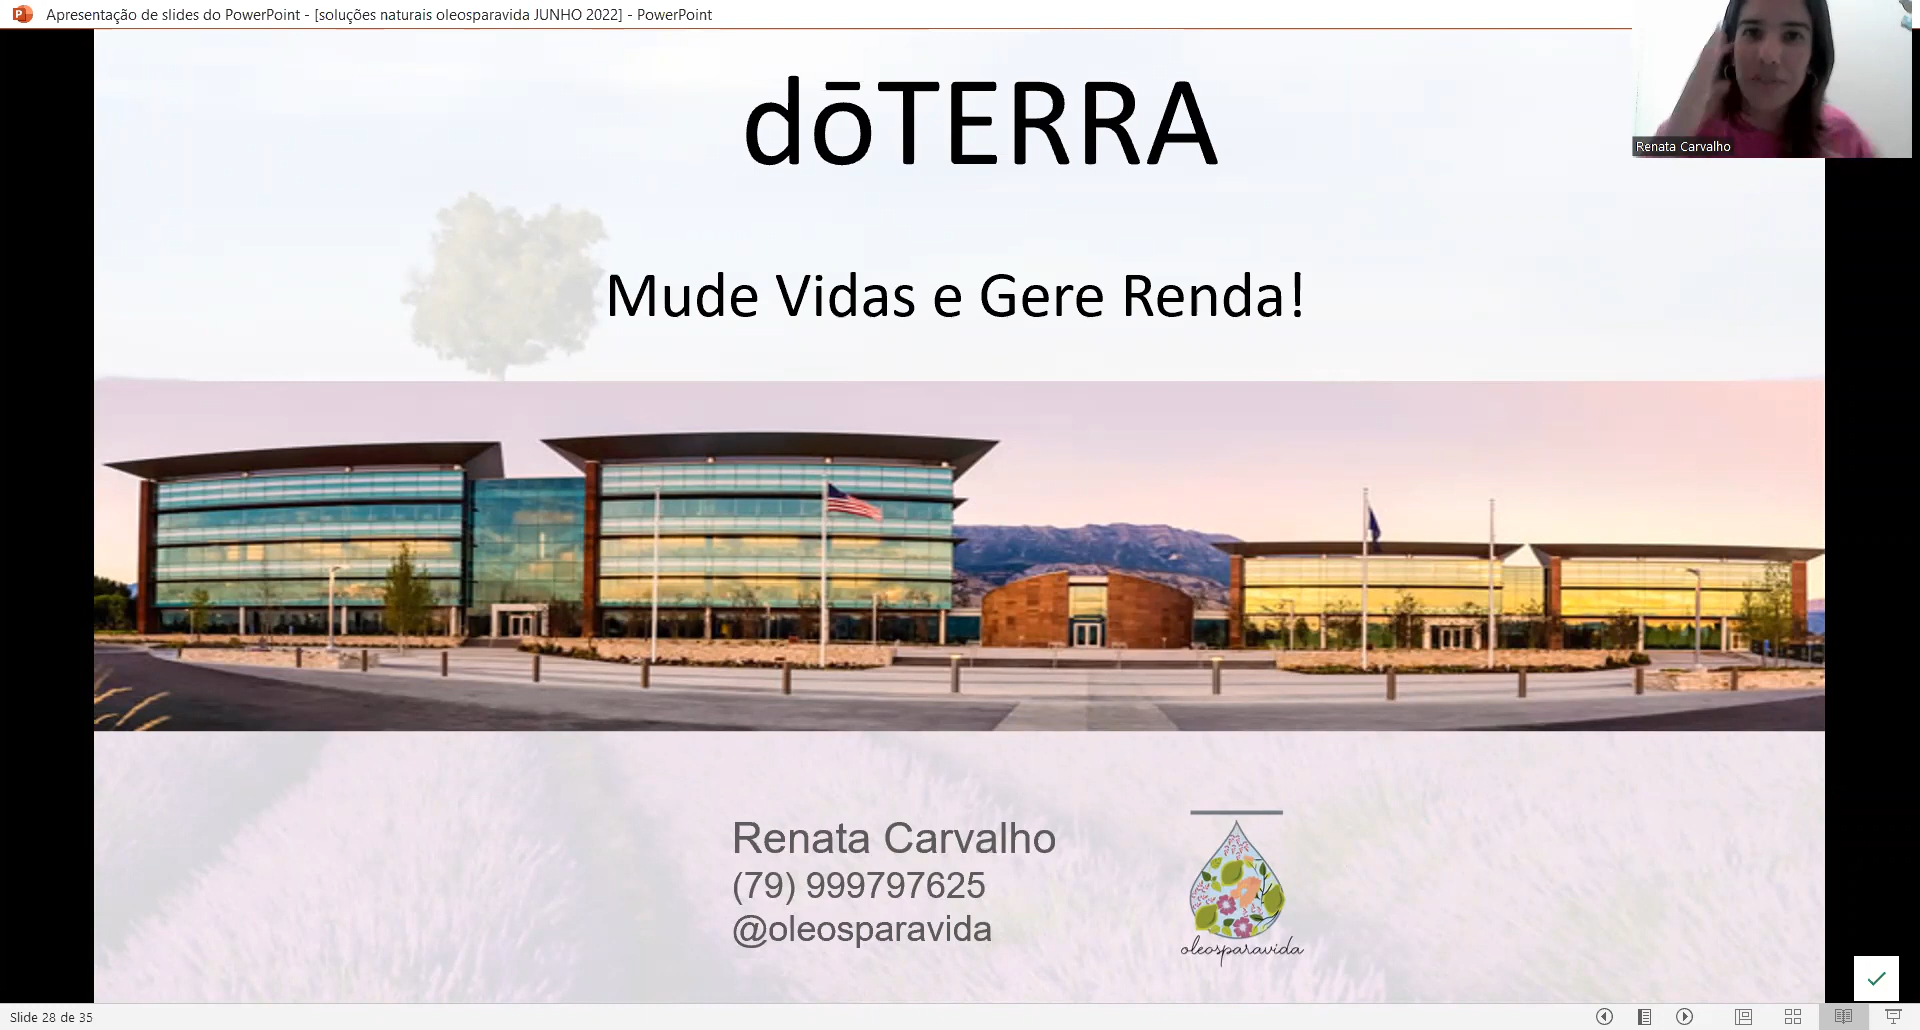 Apresentação de slides do PowerPoint - [soluções naturais oleosparavida JUNHO 2022] - PowerPoint
dōTERRA
Renata Carvalho
Mude Vidas e Gere Renda!
Renata Carvalho
(79) 999797625
@oleosparavida
oleosparavida
Slide 28 de 35